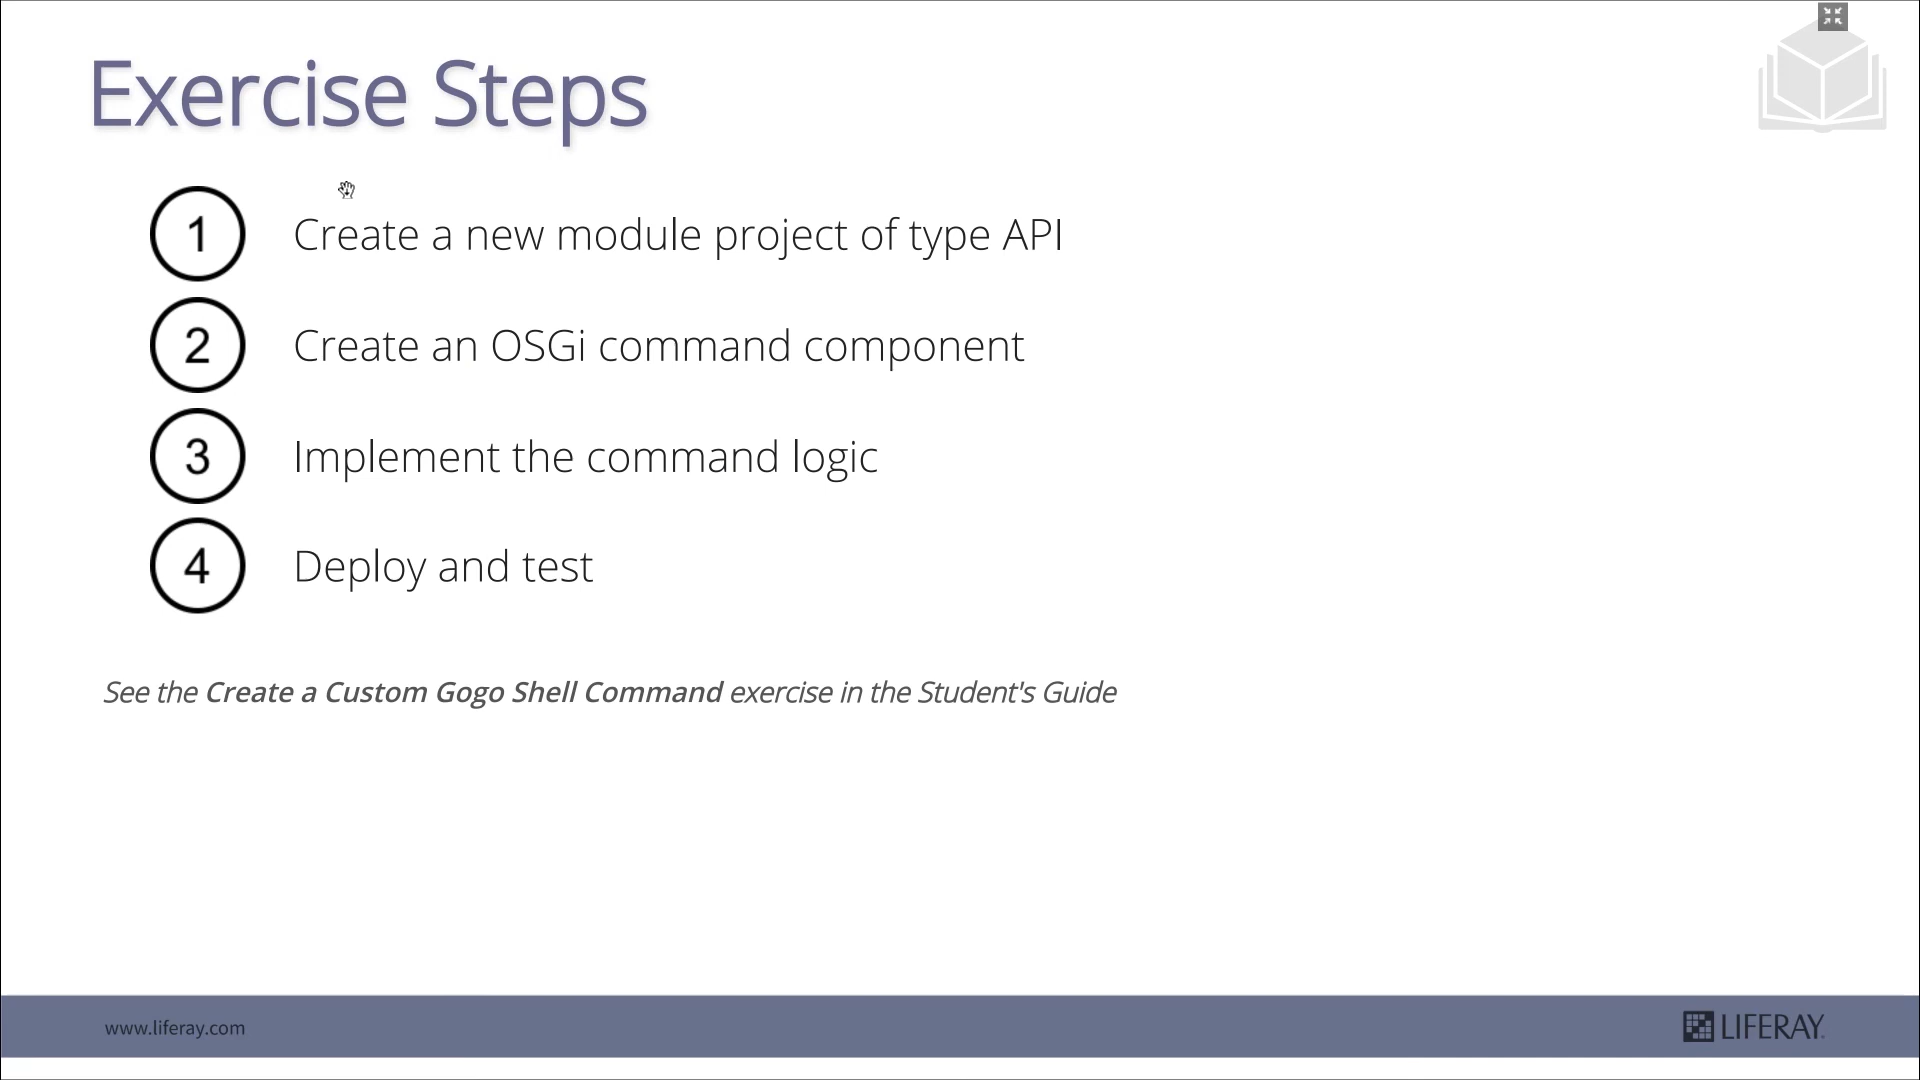 Exercise Steps
1 Create a new module project of type API
2 Create an OSGi command component
3 Implement the command logic
4 Deploy and test
See the Create a Custom Gogo Shell Command exercise in the Student's Guide
www.liferay.com
LIFERAY.